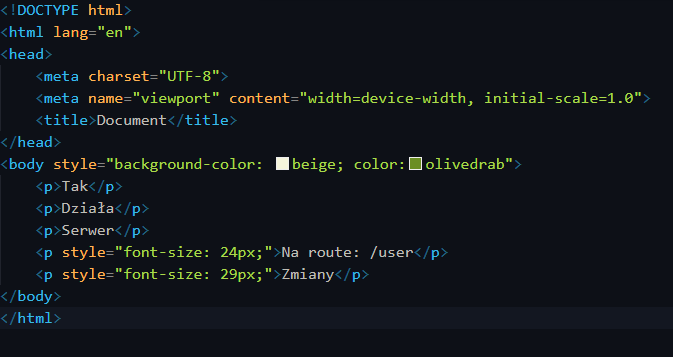 <!DOCTYPE html>
<html lang="en">
<head>
    <meta charset="UTF-8">
    <meta name="viewport" content="width=device-width, initial-scale=1.0">
    <title>Document</title>
</head>
<body style="background-color: beige; color:olivedrab">
    <p>Tak</p>
    <p>Działa</p>
    <p>Serwer</p>
    <p style="font-size: 24px;">Na route: /user</p>
    <p style="font-size: 29px;">Zmiany</p>
</body>
</html>